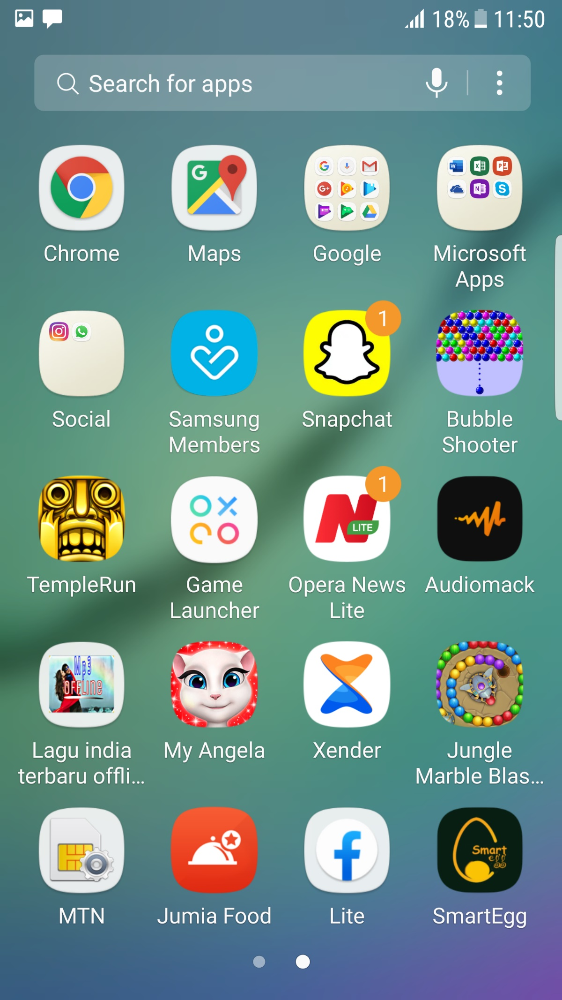 18% 11:50
Search for apps
Chrome
Maps
Google
Microsoft
Apps
Social
Samsung
Members
1
Snapchat
Bubble
Shooter
TempleRun
Game
Launcher
1
LITE
Opera News
Lite
Audiomack
Mp3
OFFLINE
Lagu india
terbaru offli...
My Angela
Xender
Jungle
Marble Blas...
MTN
Jumia Food
Lite
Smart
egg
SmartEgg